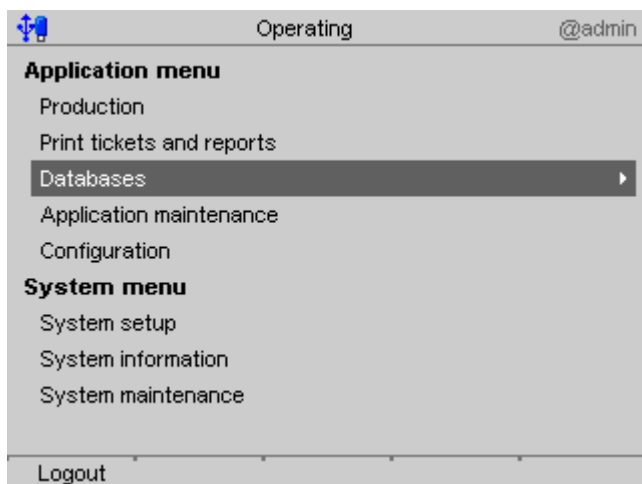 Operating @admin
Application menu
Production
Print tickets and reports
Databases
Application maintenance
Configuration
System menu
System setup
System information
System maintenance
Logout